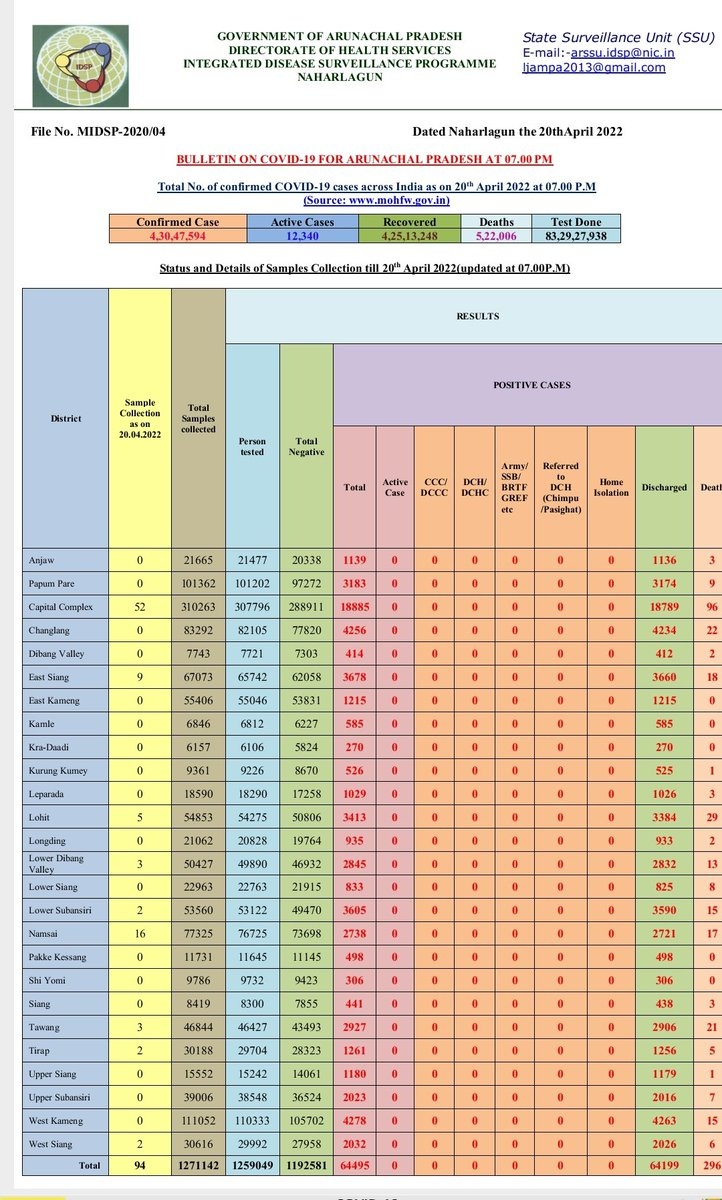 IDSP
GOVERNMENT OF ARUNACHAL PRADESH
DIRECTORATE OF HEALTH SERVICES
INTEGRATED DISEASE SURVEILLANCE PROGRAMME
NAHARLAGUN
State Surveillance Unit (SSU)
E-mail:-arssu.idsp@nic.in
ljampa2013@gmail.com
File No. MIDSP-2020/04 Dated Naharlagun the 20thApril 2022
BULLETIN ON COVID-19 FOR ARUNACHAL PRADESH AT 07.00 PM
Total No. of confirmed COVID-19 cases across India as on 20th April 2022 at 07.00 P.M
(Source: www.mohfw.gov.in)
Confirmed Case Active Cases Recovered Deaths Test Done
4,30,47,594 12,340 4,25,13,248 5,22,006 83,29,27,938
Status and Details of Samples Collection till 20th April 2022(updated at 07.00P.M)
District
Sample
Collection
as on
20.04.2022
Total
Samples
collected
RESULTS
Person
tested
Total
Negative
POSITIVE CASES
Total
Active
Case
CCC/
DCCC
DCH/
DCHC
Army/
SSB/
BRTF
GREF
etc
Referred
to
DCH
(Chimpu
/Pasighat)
Home
Isolation
Discharged
Death
Anjaw 0 21665 21477 20338 1139 0 0 0 0 0 0 1136 3
Papum Pare 0 101362 101202 97272 3183 0 0 0 0 0 0 3174 9
Capital Complex 52 310263 307796 288911 18885 0 0 0 0 0 0 18789 96
Changlang 0 83292 82105 77820 4256 0 0 0 0 0 0 4234 22
Dibang Valley 0 7743 7721 7303 414 0 0 0 0 0 0 412 2
East Siang 9 67073 65742 62058 3678 0 0 0 0 0 0 3660 18
East Kameng 0 55406 55046 53831 1215 0 0 0 0 0 0 1215 0
Kamle 0 6846 6812 6227 585 0 0 0 0 0 0 585 0
Kra-Daadi 0 6157 6106 5824 270 0 0 0 0 0 0 270 0
Kurung Kumey 0 9361 9226 8670 526 0 0 0 0 0 0 525 1
Leparada 0 18590 18290 17258 1029 0 0 0 0 0 0 1026 3
Lohit 5 54853 54275 50806 3413 0 0 0 0 0 0 3384 29
Longding 0 21062 20828 19764 935 0 0 0 0 0 0 933 2
Lower Dibang
Valley 3 50427 49890 46932 2845 0 0 0 0 0 0 2832 13
Lower Siang 0 22963 22763 21915 833 0 0 0 0 0 0 825 8
Lower Subansiri 2 53560 53122 49470 3605 0 0 0 0 0 0 3590 15
Namsai 16 77325 76725 73698 2738 0 0 0 0 0 0 2721 17
Pakke Kessang 0 11731 11645 11145 498 0 0 0 0 0 0 498 0
Shi Yomi 0 9786 9732 9423 306 0 0 0 0 0 0 306 0
Siang 0 8419 8300 7855 441 0 0 0 0 0 0 438 3
Tawang 3 46844 46427 43493 2927 0 0 0 0 0 0 2906 21
Tirap 2 30188 29704 28323 1261 0 0 0 0 0 0 1256 5
Upper Siang 0 15552 15242 14061 1180 0 0 0 0 0 0 1179 1
Upper Subansiri 0 39006 38548 36524 2023 0 0 0 0 0 0 2016 7
West Kameng 0 111052 110333 105702 4278 0 0 0 0 0 0 4263 15
West Siang 2 30616 29992 27958 2032 0 0 0 0 0 0 2026 6
Total 94 1271142 1259049 1192581 64495 0 0 0 0 0 0 64199 296